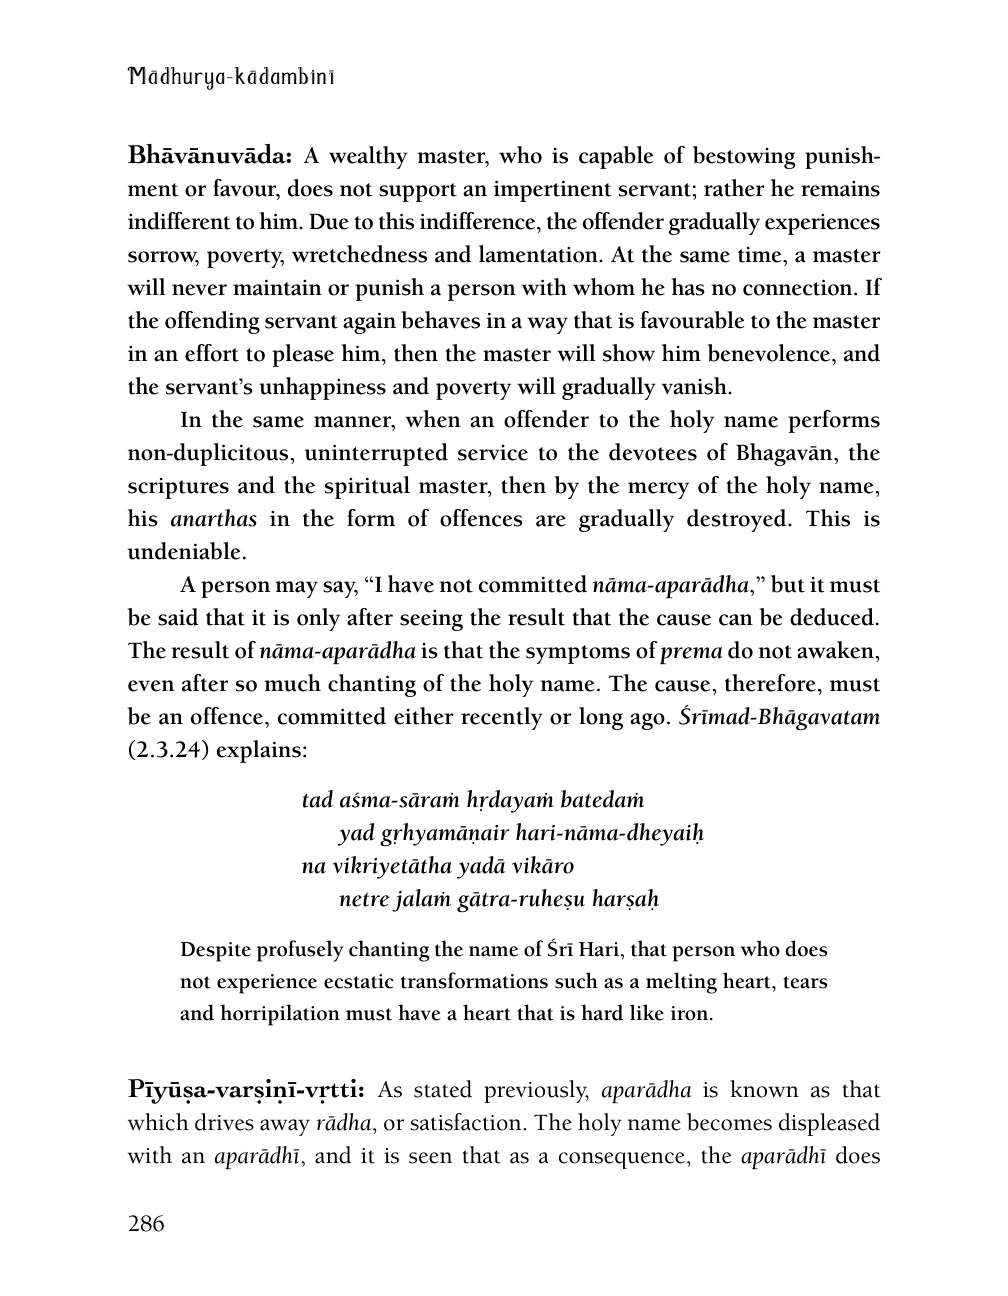 Mādhurya-kādambinī
Bhāvānuvāda: A wealthy master, who is capable of bestowing punish-
ment or favour, does not support an impertinent servant; rather he remains
indifferent to him. Due to this indifference, the offender gradually experiences
sorrow, poverty, wretchedness and lamentation. At the same time, a master
will never maintain or punish a person with whom he has no connection. If
the offending servant again behaves in a way that is favourable to the master
in an effort to please him, then the master will show him benevolence, and
the servant’s unhappiness and poverty will gradually vanish.
In the same manner, when an offender to the holy name performs
non-duplicitous, uninterrupted service to the devotees of Bhagavān, the
scriptures and the spiritual master, then by the mercy of the holy name,
his anarthas in the form of offences are gradually destroyed. This is
undeniable.
A person may say, “I have not committed nāma-aparādha,” but it must
be said that it is only after seeing the result that the cause can be deduced.
The result of nāma-aparādha is that the symptoms of prema do not awaken,
even after so much chanting of the holy name. The cause, therefore, must
be an offence, committed either recently or long ago. Śrīmad-Bhāgavatam
(2.3.24) explains:
tad aśma-sāraṁ hṛdayaṁ batedaṁ
yad gṛhyamāṇair hari-nāma-dheyaiḥ
na vikriyetātha yadā vikāro
netre jalaṁ gātra-ruheṣu harṣaḥ
Despite profusely chanting the name of Śrī Hari, that person who does
not experience ecstatic transformations such as a melting heart, tears
and horripilation must have a heart that is hard like iron.
Pīyūṣa-varṣiṇī-vṛtti: As stated previously, aparādha is known as that
which drives away rādha, or satisfaction. The holy name becomes displeased
with an aparādhī, and it is seen that as a consequence, the aparādhī does
286